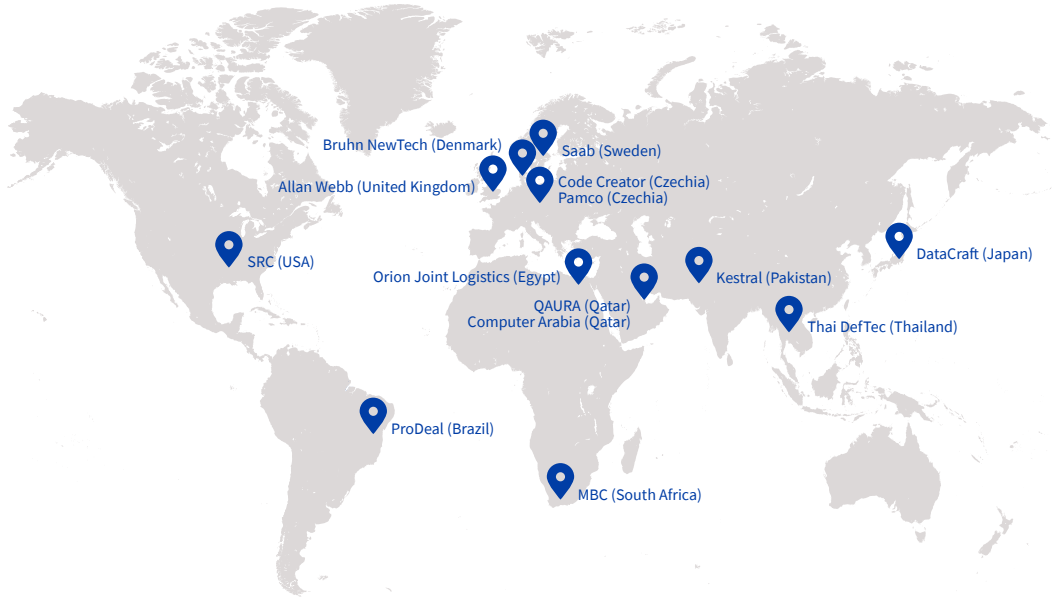 Bruhn NewTech (Denmark)
Saab (Sweden)
Allan Webb (United Kingdom)
Code Creator (Czechia)
Pamco (Czechia)
SRC (USA)
DataCraft (Japan)
Orion Joint Logistics (Egypt)
Kestral (Pakistan)
QAURA (Qatar)
Computer Arabia (Qatar)
Thai DefTec (Thailand)
ProDeal (Brazil)
MBC (South Africa)